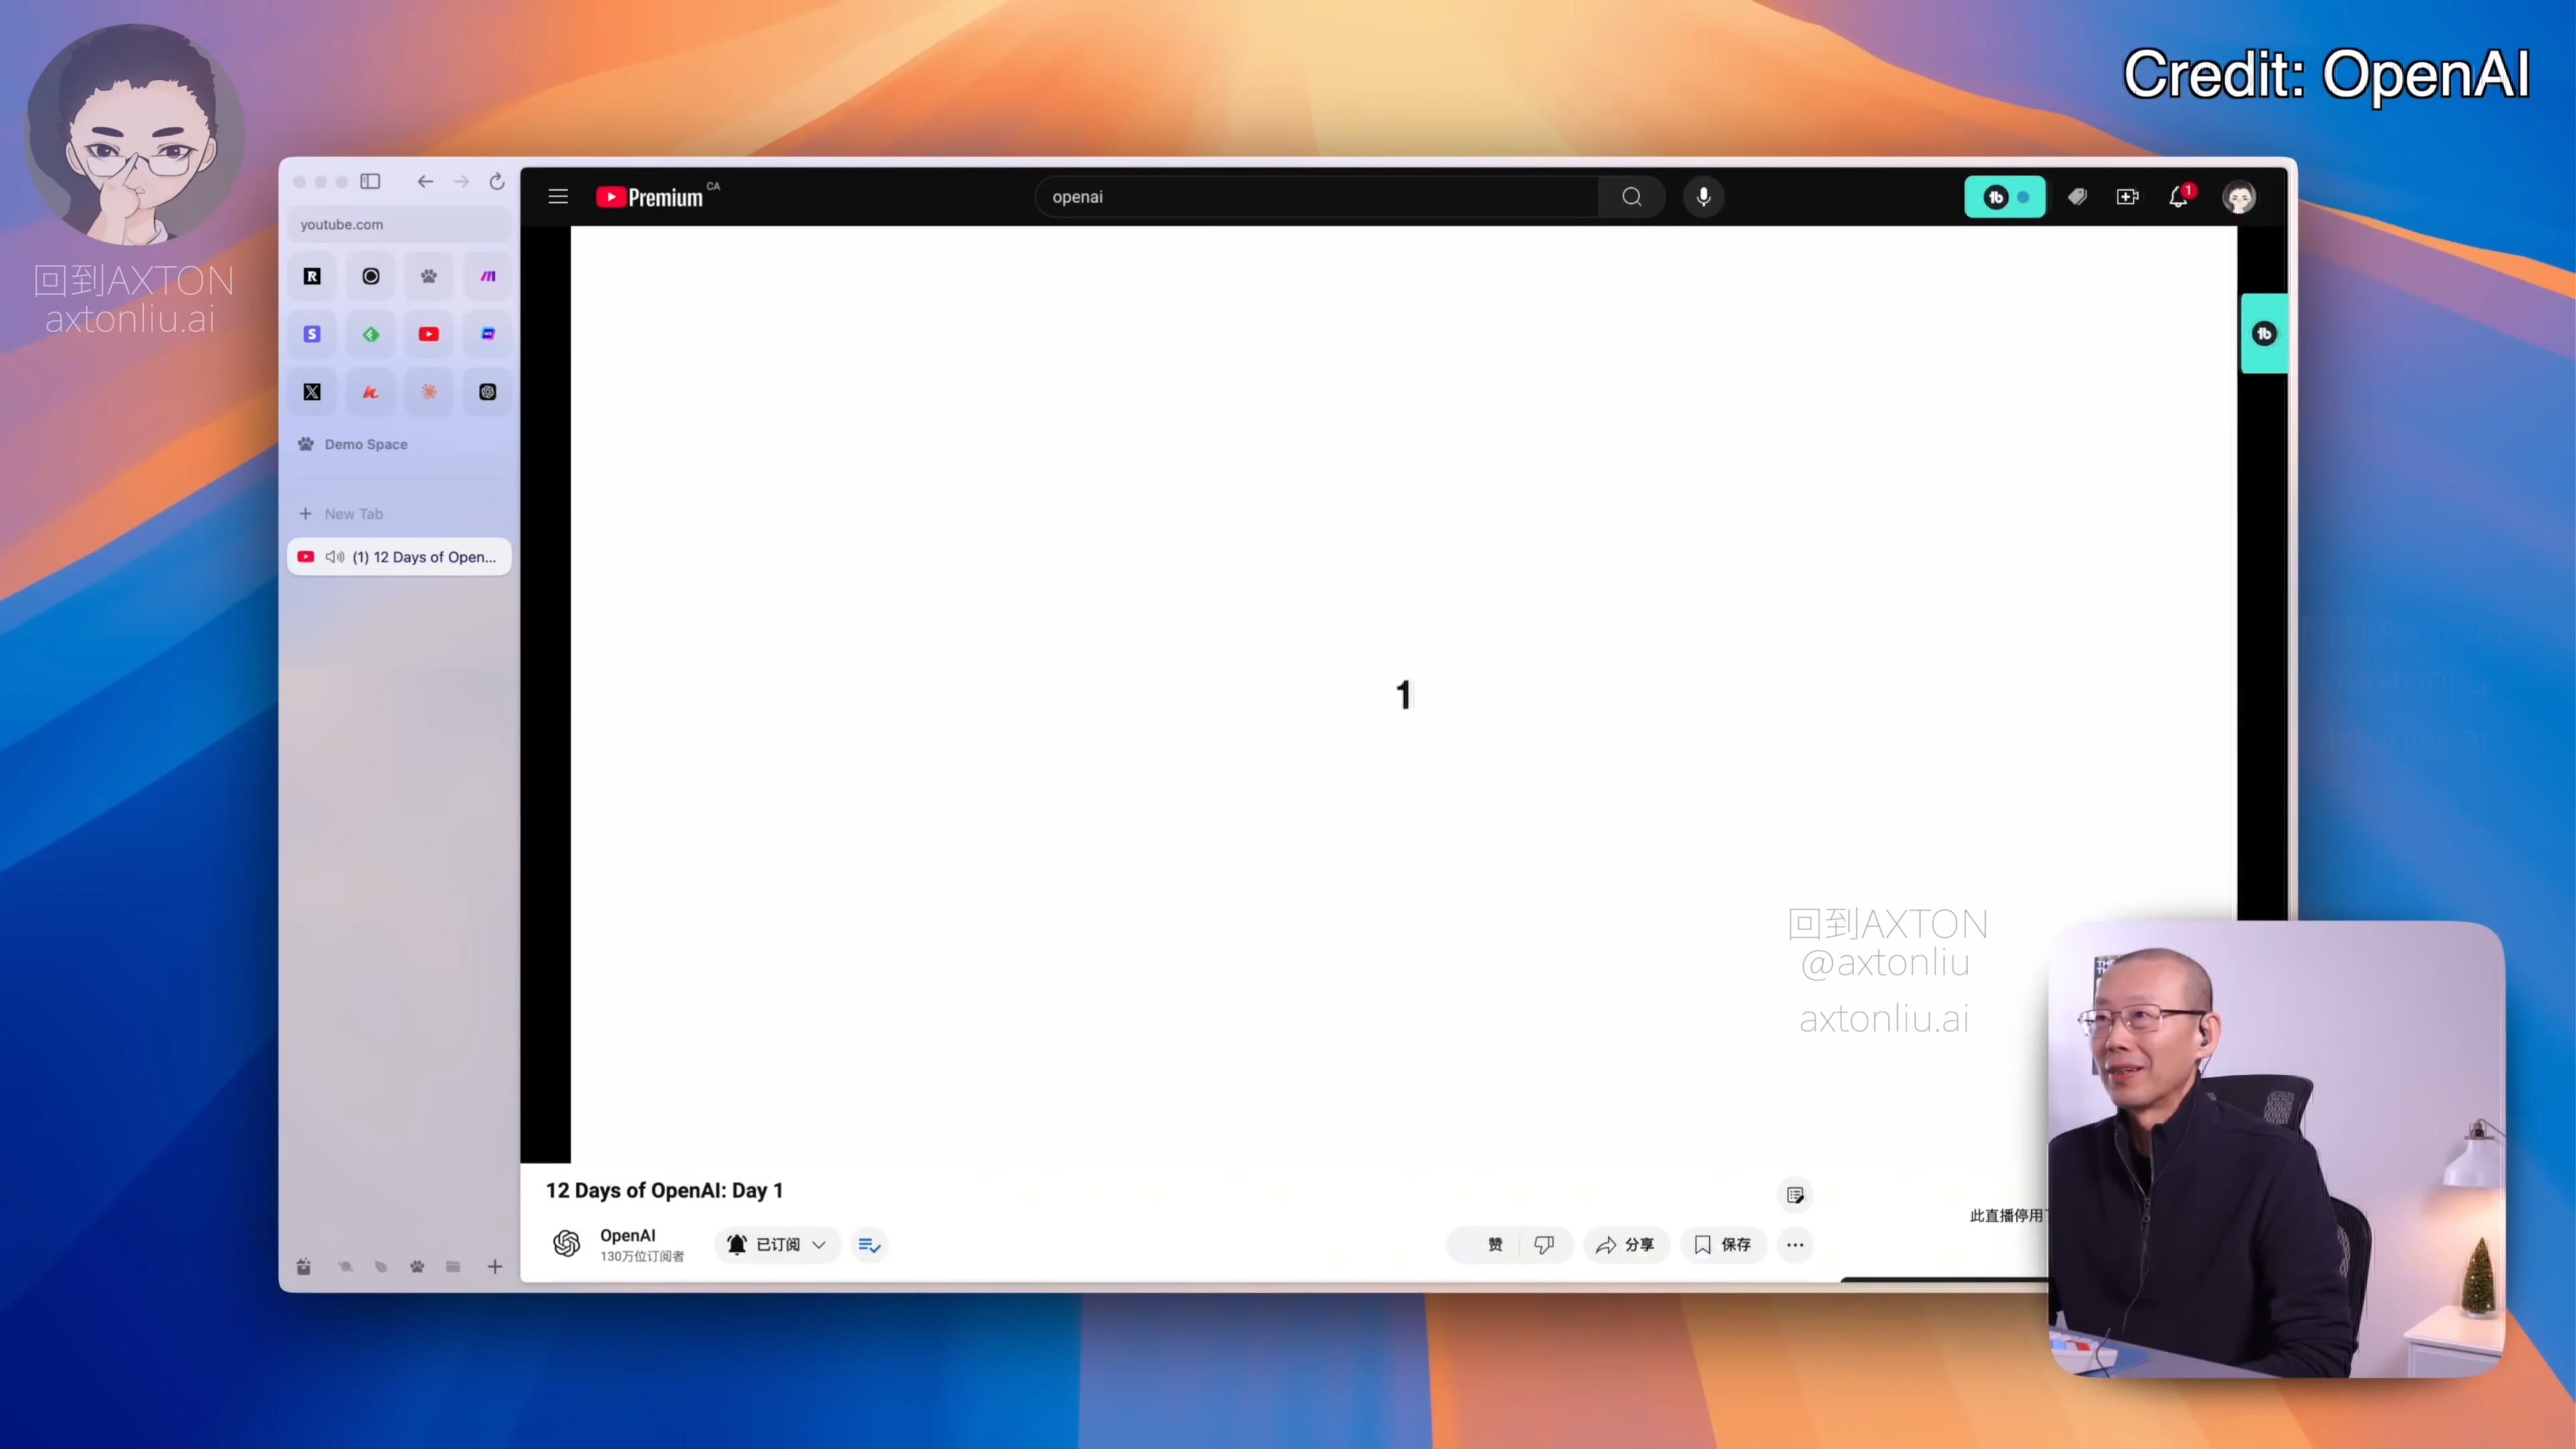 Credit: OpenAI
回到AXTON
axtonliu.ai
youtube.com
Premium CA
openai
1
Demo Space
New Tab
(1) 12 Days of Open...
1
回到AXTON
@axtonliu
axtonliu.ai
12 Days of OpenAI: Day 1
OpenAI
130万位订阅者
已订阅
赞
分享
保存
此直播停用